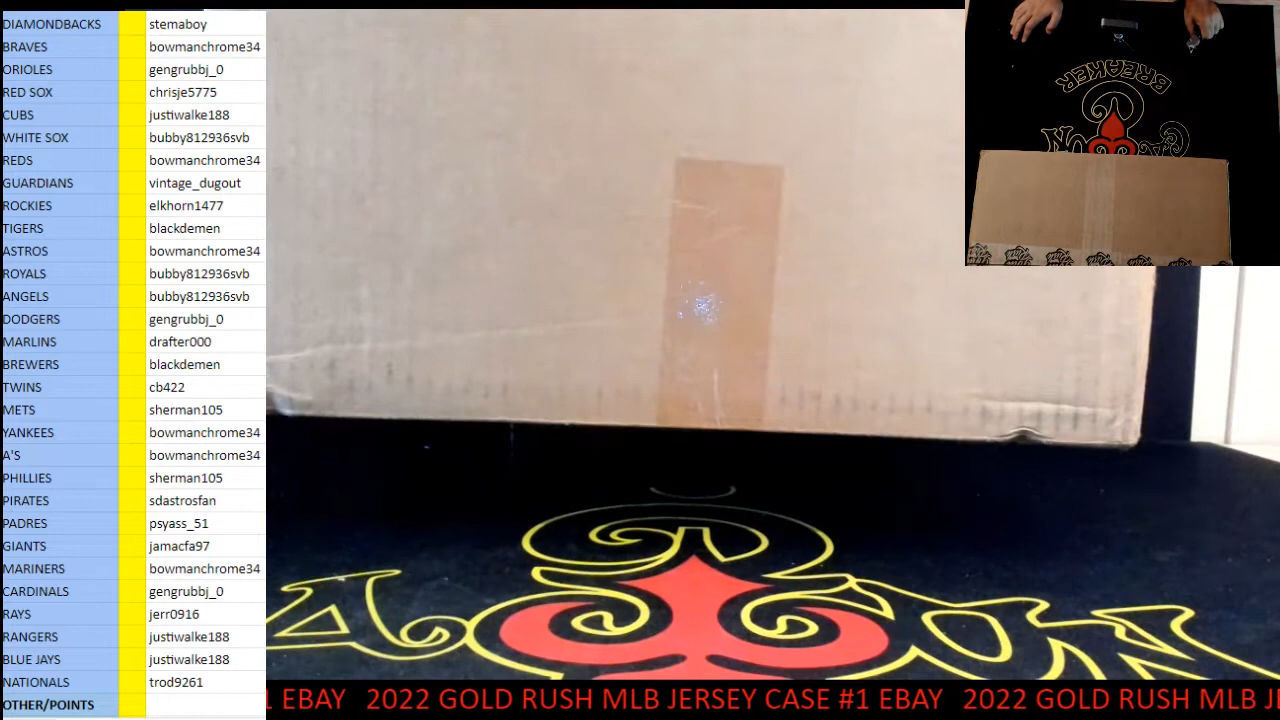 DIAMONDBACKS stemaboy
BRAVES bowmanchrome34
ORIOLES gengrubbj_0
RED SOX chrisje5775
CUBS justiwalke188
WHITE SOX bubby812936svb
REDS bowmanchrome34
GUARDIANS vintage_dugout
ROCKIES elkhorn1477
TIGERS blackdemen
ASTROS bowmanchrome34
ROYALS bubby812936svb
ANGELS bubby812936svb
DODGERS gengrubbj_0
MARLINS drafter000
BREWERS blackdemen
TWINS cb422
METS sherman105
YANKEES bowmanchrome34
A'S bowmanchrome34
PHILLIES sherman105
PIRATES sdastrosfan
PADRES psyass_51
GIANTS jamacfa97
MARINERS bowmanchrome34
CARDINALS gengrubbj_0
RAYS jerr0916
RANGERS justiwalke188
BLUE JAYS justiwalke188
NATIONALS trod9261
OTHER/POINTS
BREAKER
1 EBAY 2022 GOLD RUSH MLB JERSEY CASE #1 EBAY 2022 GOLD RUSH MLB J